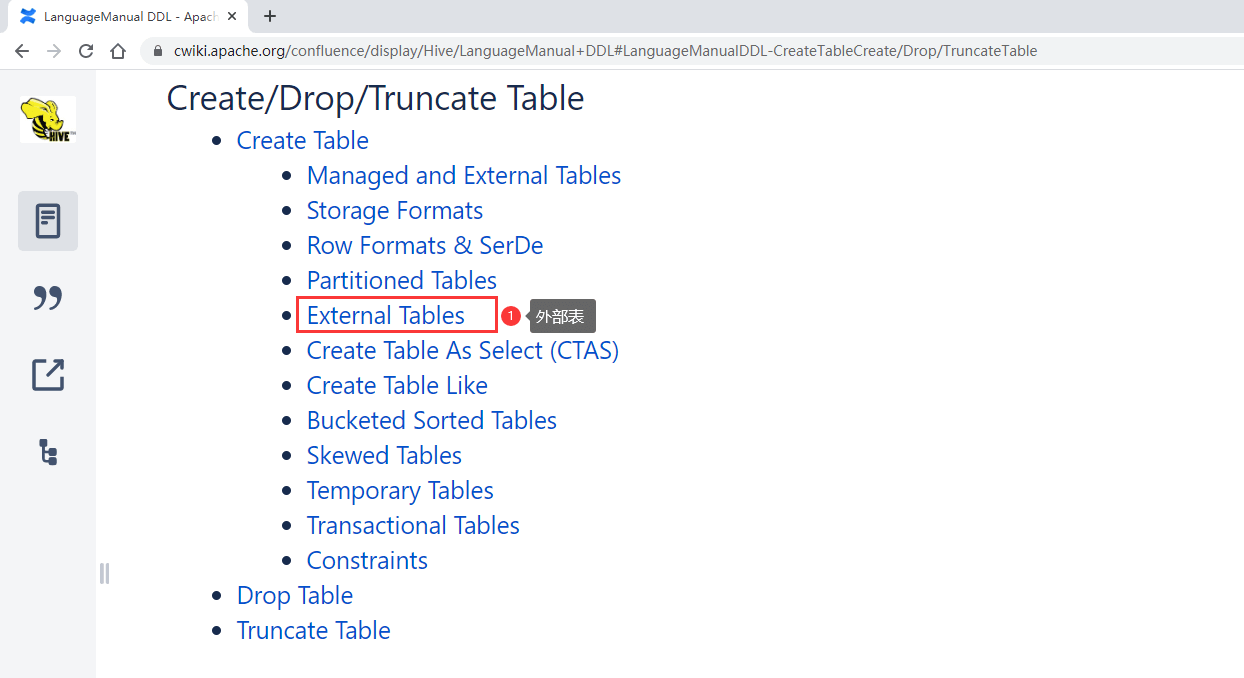 LanguageManual DDL - Apach
cwiki.apache.org/confluence/display/Hive/LanguageManual+DDL#LanguageManualDDL-CreateTableCreate/Drop/TruncateTable
HIVE
Create/Drop/Truncate Table
Create Table
Managed and External Tables
Storage Formats
Row Formats & SerDe
Partitioned Tables
External Tables 1 外部表
Create Table As Select (CTAS)
Create Table Like
Bucketed Sorted Tables
Skewed Tables
Temporary Tables
Transactional Tables
Constraints
Drop Table
Truncate Table